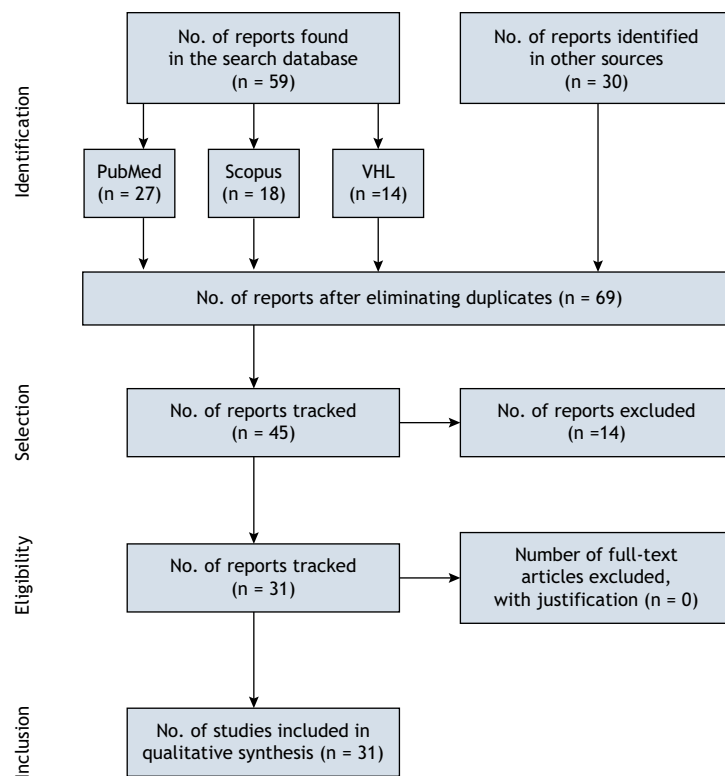 Identification
No. of reports found
in the search database
(n = 59)
No. of reports identified
in other sources
(n = 30)
PubMed
(n = 27)
Scopus
(n = 18)
VHL
(n =14)
No. of reports after eliminating duplicates (n = 69)
Selection
No. of reports tracked
(n = 45)
No. of reports excluded
(n =14)
Eligibility
No. of reports tracked
(n = 31)
Number of full-text
articles excluded,
with justification (n = 0)
Inclusion
No. of studies included in
qualitative synthesis (n = 31)